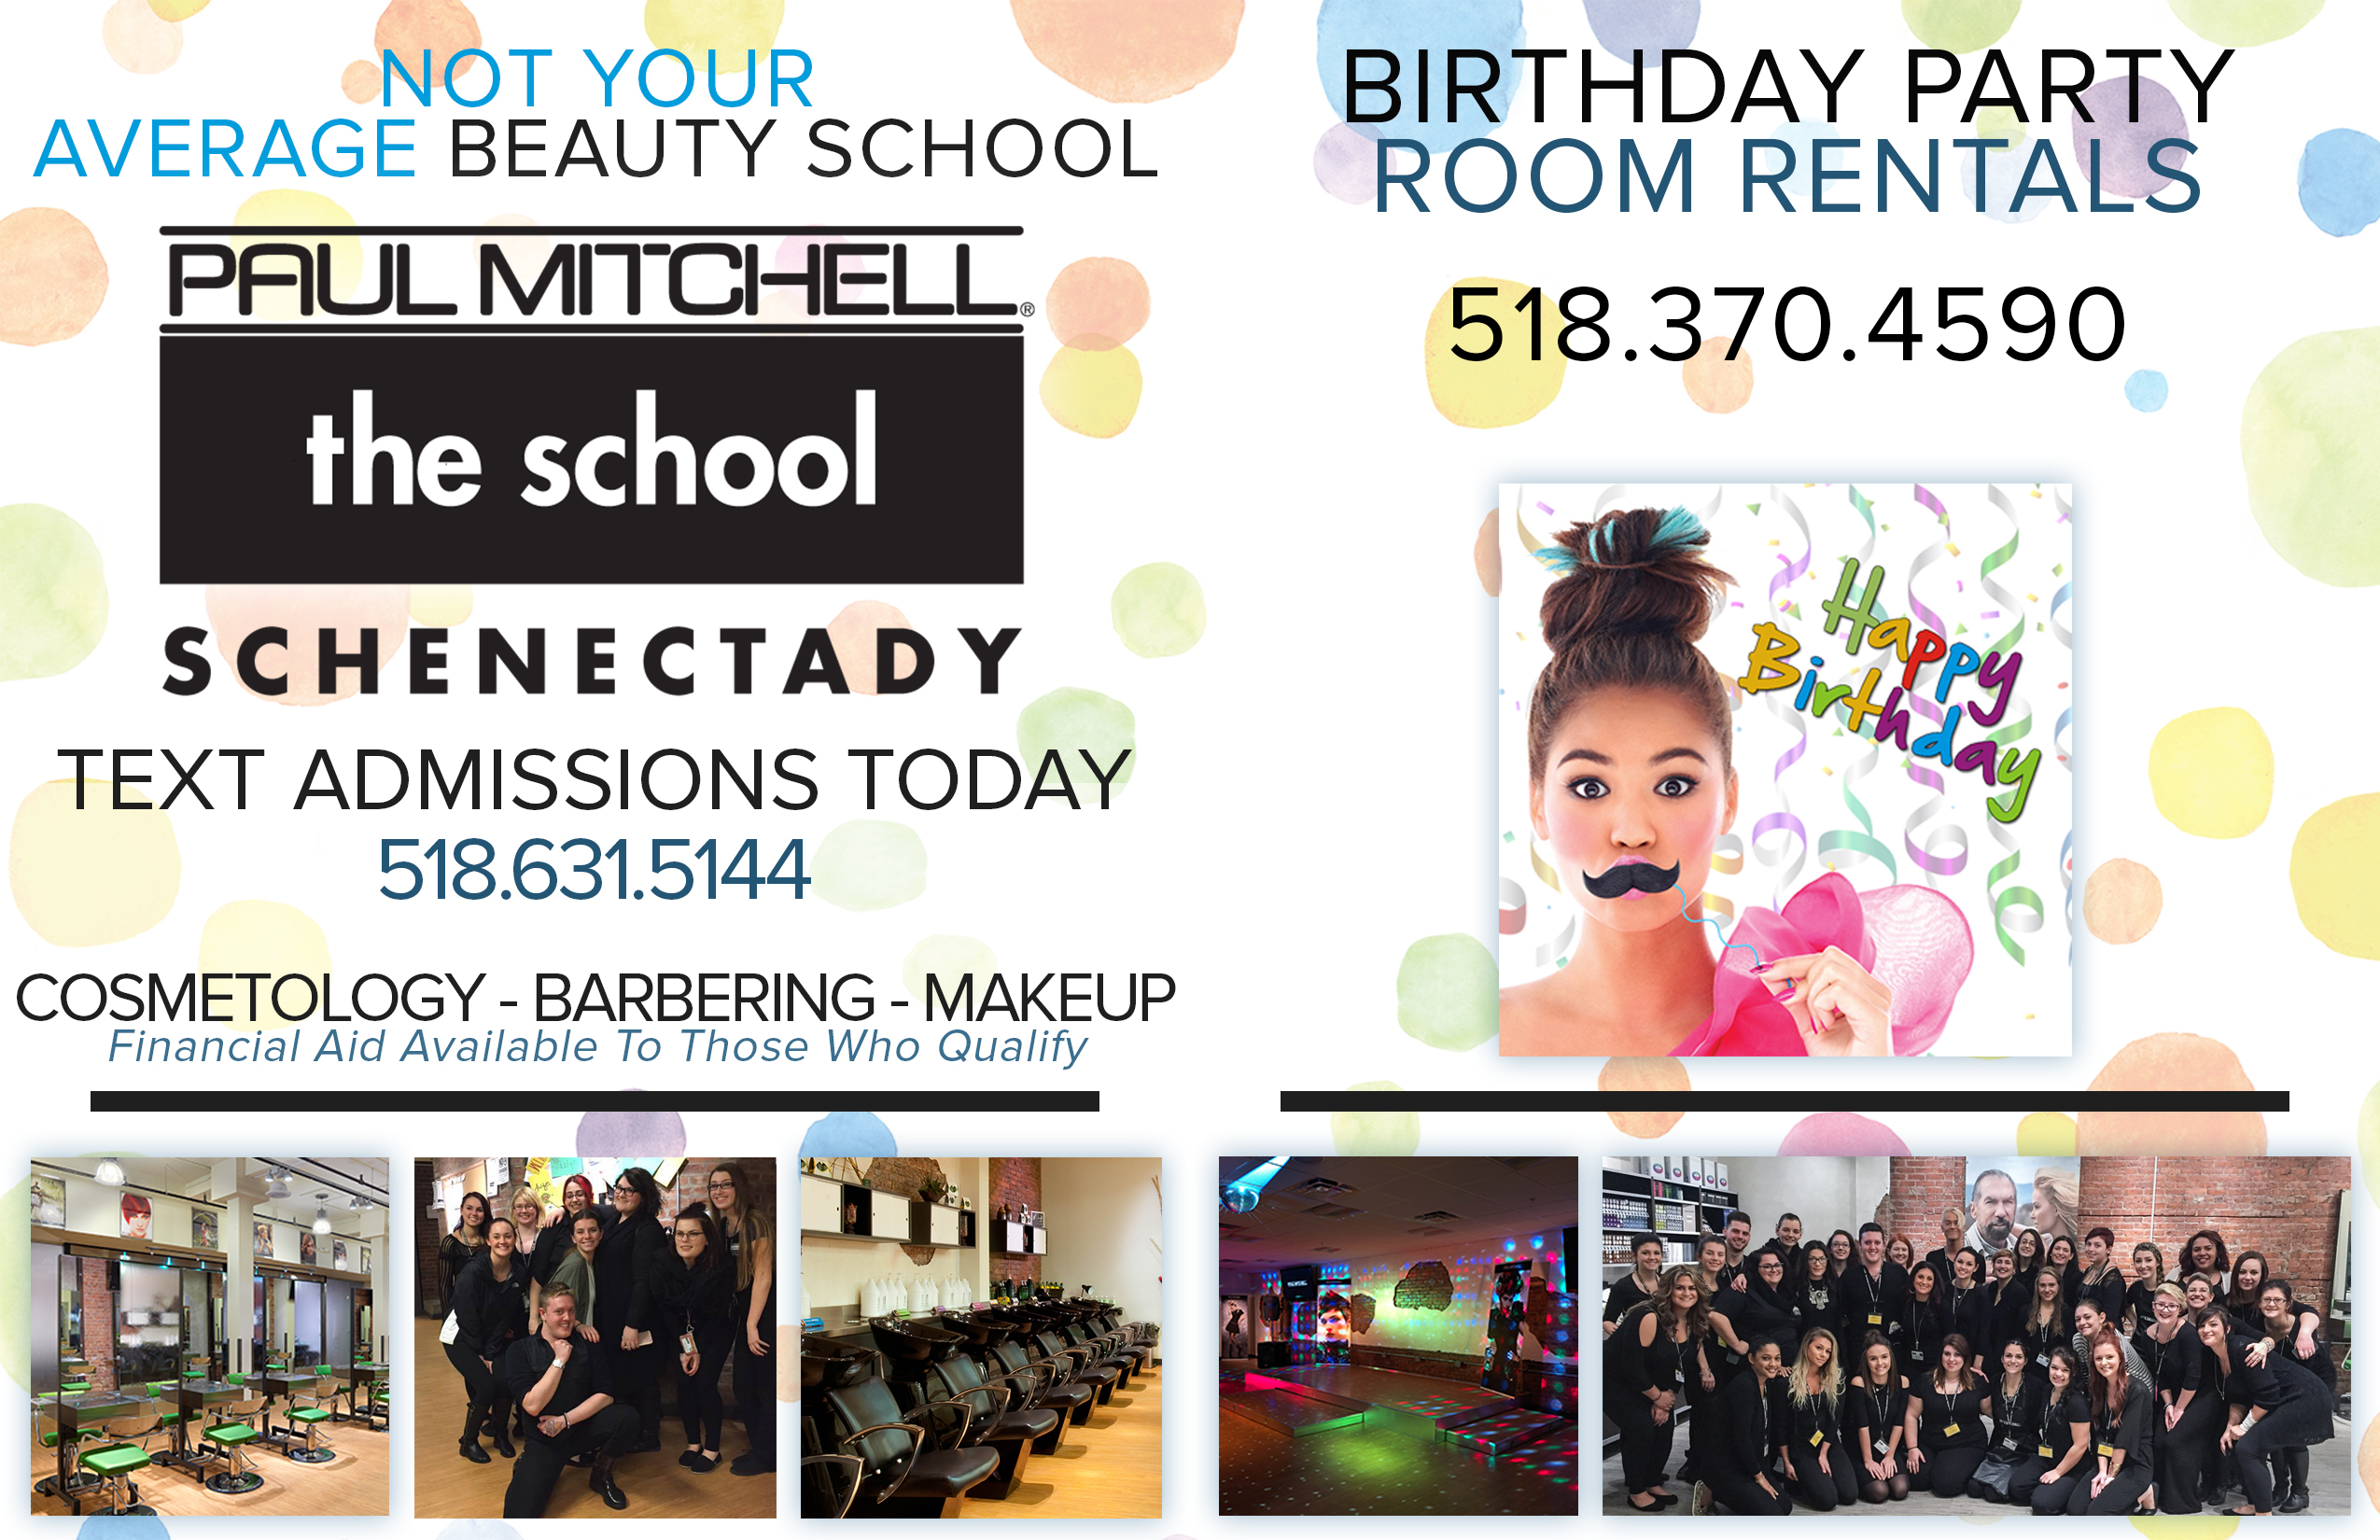 NOT YOUR
AVERAGE BEAUTY SCHOOL
PAUL MITCHELL®
the school
SCHENECTADY
TEXT ADMISSIONS TODAY
518.631.5144
COSMETOLOGY - BARBERING - MAKEUP
Financial Aid Available To Those Who Qualify
BIRTHDAY PARTY
ROOM RENTALS
518.370.4590
Happy
Birthday